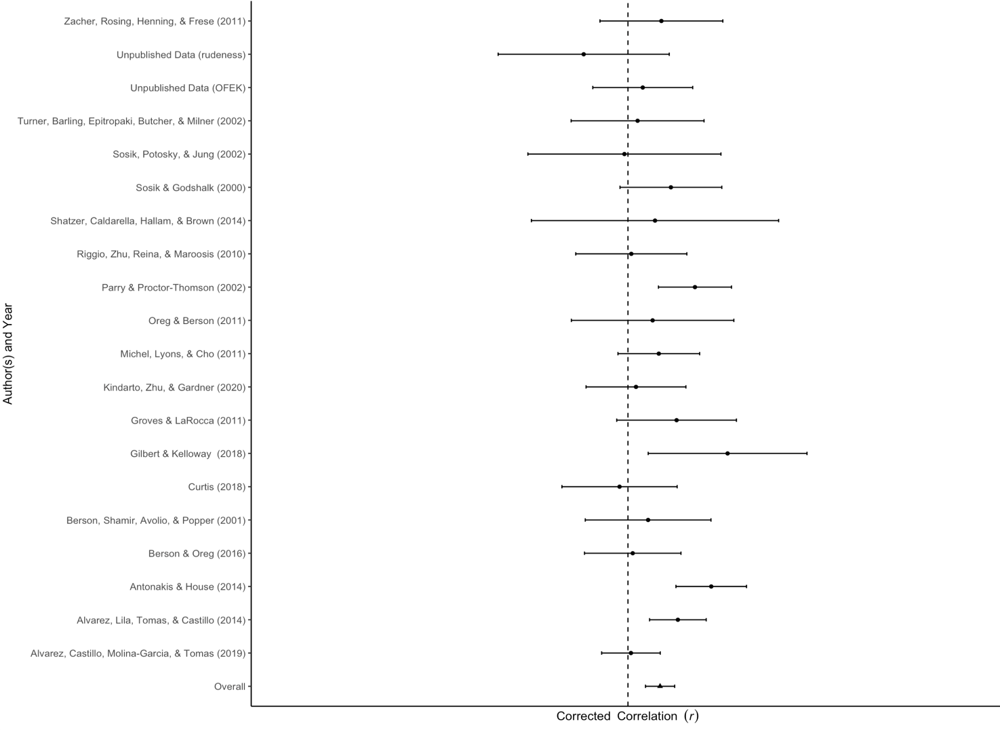 Zacher, Rosing, Henning, & Frese (2011)
Unpublished Data (rudeness)
Unpublished Data (OFEK)
Turner, Barling, Epitropaki, Butcher, & Milner (2002)
Sosik, Potosky, & Jung (2002)
Sosik & Godshalk (2000)
Shatzer, Caldarella, Hallam, & Brown (2014)
Riggio, Zhu, Reina, & Maroosis (2010)
Parry & Proctor-Thomson (2002)
Oreg & Berson (2011)
Michel, Lyons, & Cho (2011)
Kindarto, Zhu, & Gardner (2020)
Groves & LaRocca (2011)
Gilbert & Kelloway  (2018)
Curtis (2018)
Berson, Shamir, Avolio, & Popper (2001)
Berson & Oreg (2016)
Antonakis & House (2014)
Alvarez, Lila, Tomas, & Castillo (2014)
Alvarez, Castillo, Molina-Garcia, & Tomas (2019)
Overall
Author(s) and Year
Corrected Correlation (r)